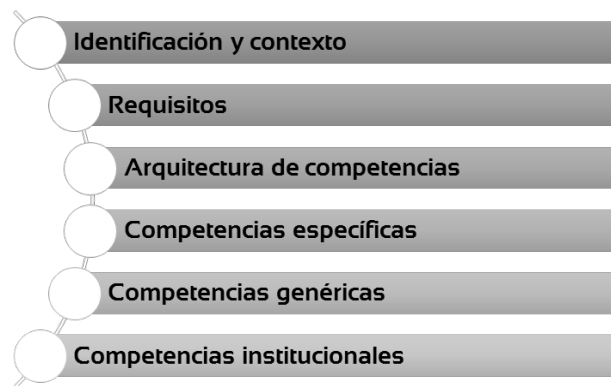 Identificación y contexto
Requisitos
Arquitectura de competencias
Competencias específicas
Competencias genéricas
Competencias institucionales